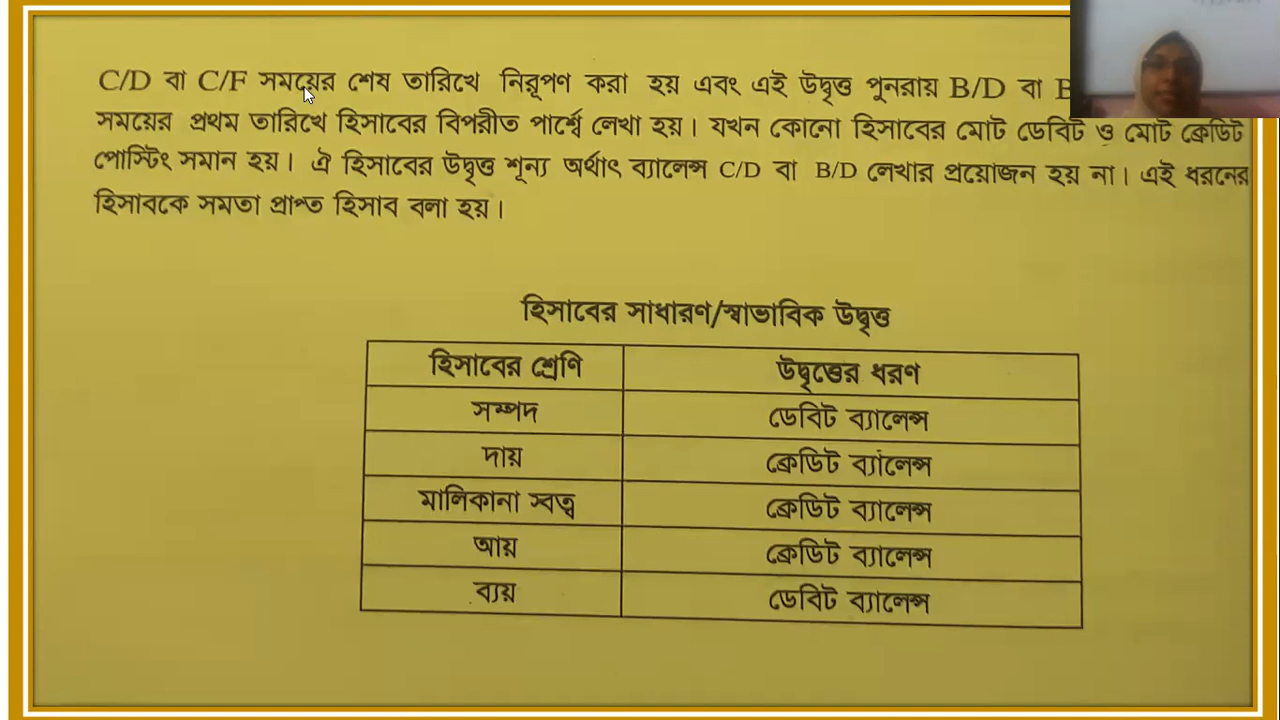 C/D বা C/F সময়ের শেষ তারিখে নিরূপণ করা হয় এবং এই উদ্বৃত্ত পুনরায় B/D বা
সময়ের প্রথম তারিখে হিসাবের বিপরীত পার্শ্বে লেখা হয়। যখন কোনো হিসাবের মোট ডেবিট ও মোট ক্রেডিট
পোস্টিং সমান হয়। ঐ হিসাবের উদ্বৃত্ত শূন্য অর্থাৎ ব্যালেন্স C/D বা B/D লেখার প্রয়োজন হয় না। এই ধরনের
হিসাবকে সমতা প্রাপ্ত হিসাব বলা হয়।
হিসাবের সাধারণ/স্বাভাবিক উদ্বৃত্ত
হিসাবের শ্রেণি উদ্বৃত্তের ধরণ
সম্পদ ডেবিট ব্যালেন্স
দায় ক্রেডিট ব্যালেন্স
মালিকানা স্বত্ব ক্রেডিট ব্যালেন্স
আয় ক্রেডিট ব্যালেন্স
ব্যয় ডেবিট ব্যালেন্স